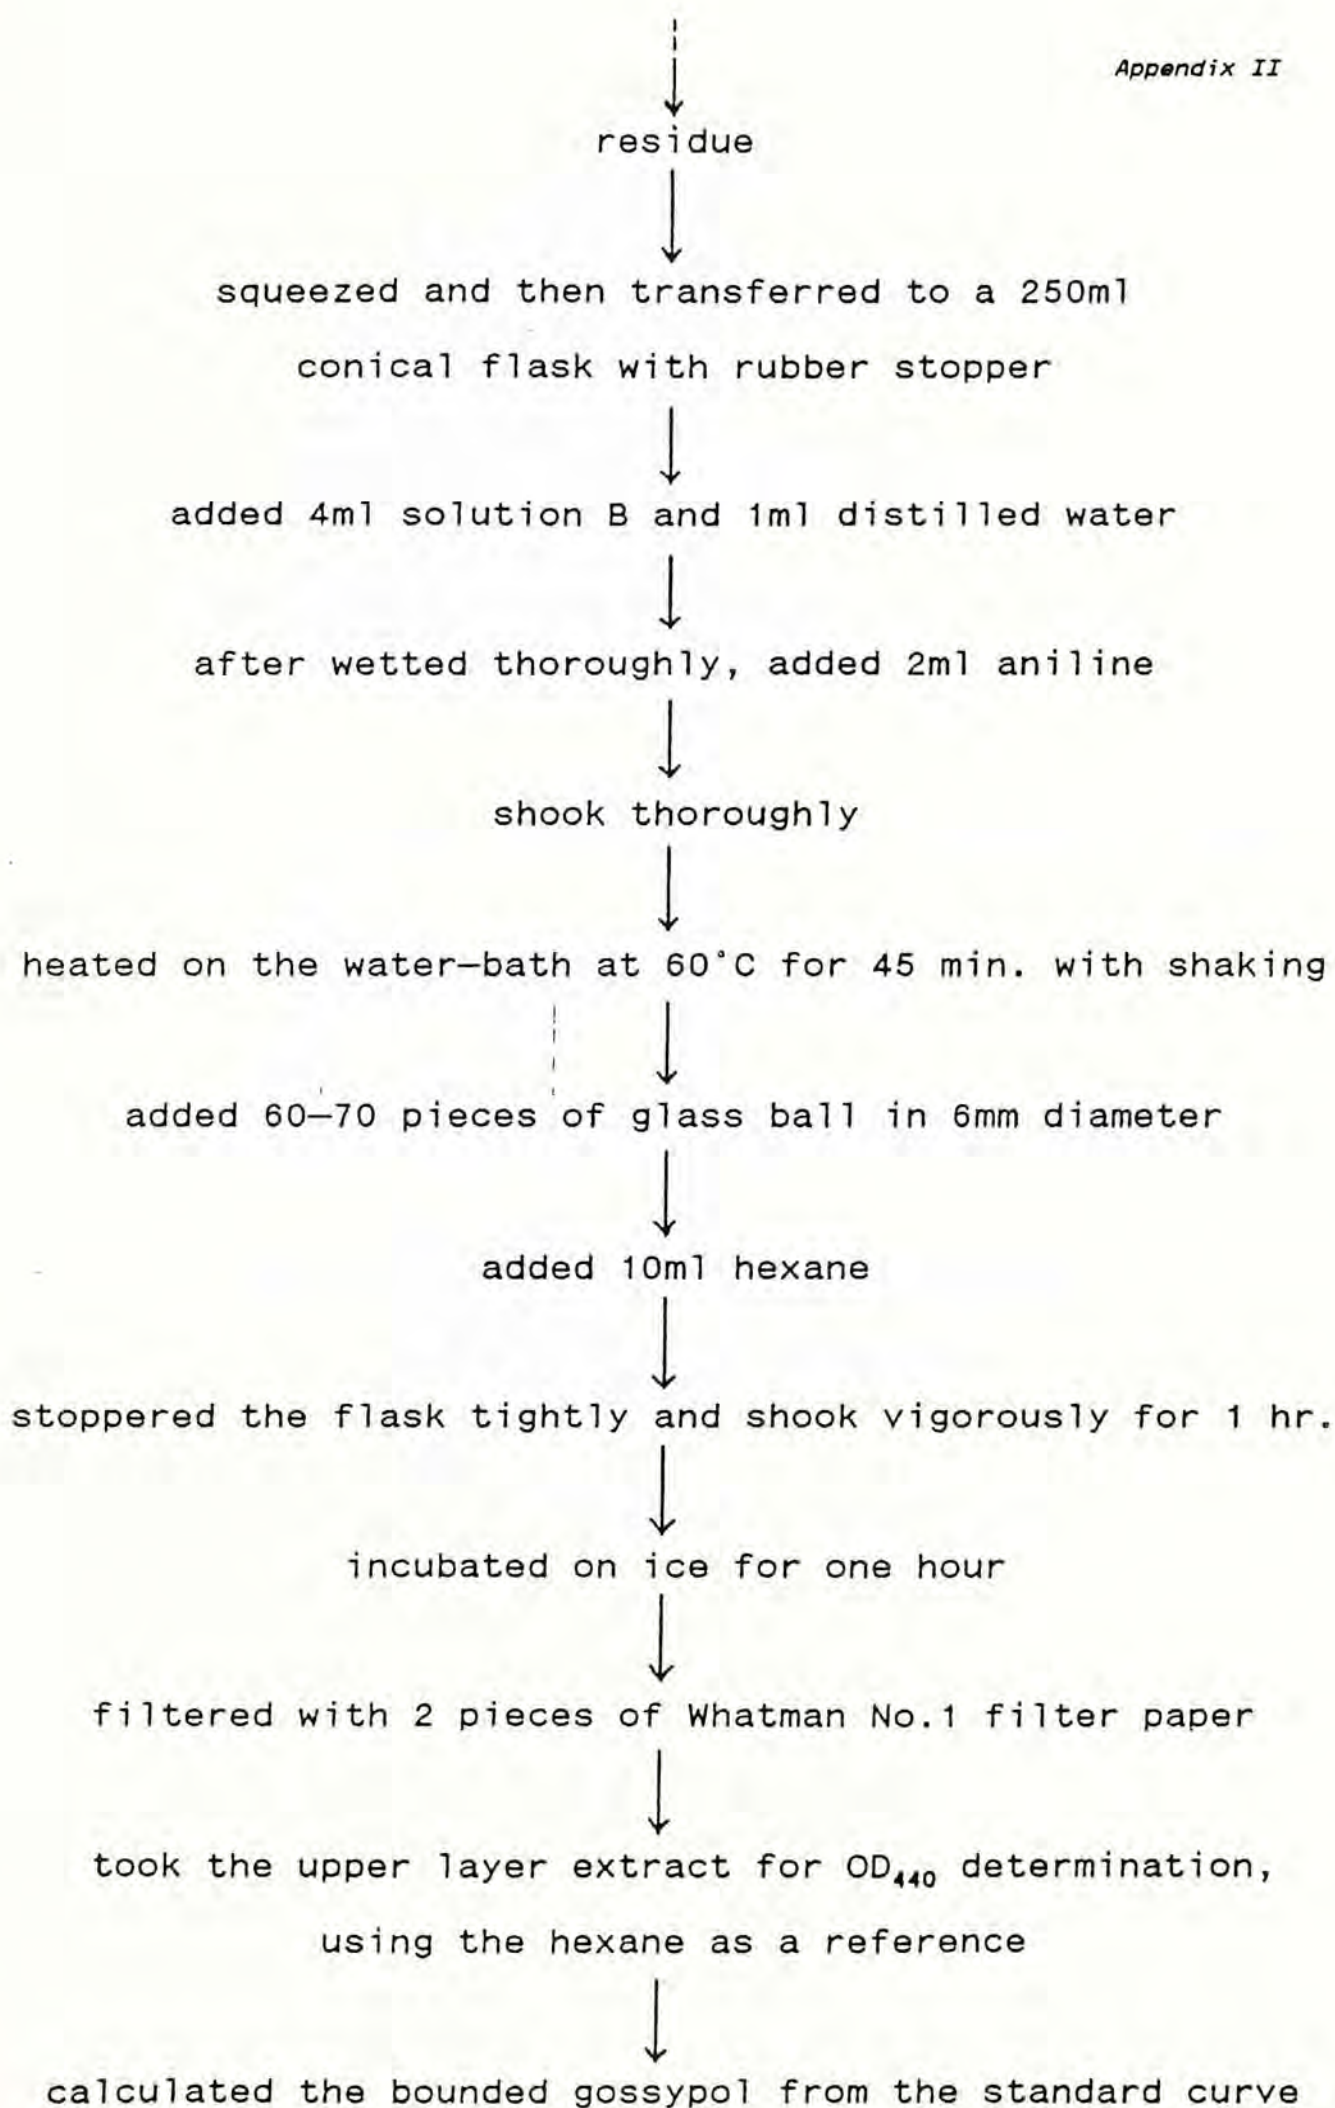 Appendix II
residue
squeezed and then transferred to a 250ml
conical flask with rubber stopper
added 4ml solution B and 1ml distilled water
after wetted thoroughly, added 2ml aniline
shook thoroughly
heated on the water-bath at 60°C for 45 min. with shaking
added 60-70 pieces of glass ball in 6mm diameter
added 10ml hexane
stoppered the flask tightly and shook vigorously for 1 hr.
incubated on ice for one hour
filtered with 2 pieces of Whatman No.1 filter paper
took the upper layer extract for OD₄₄₀ determination,
using the hexane as a reference
calculated the bounded gossypol from the standard curve